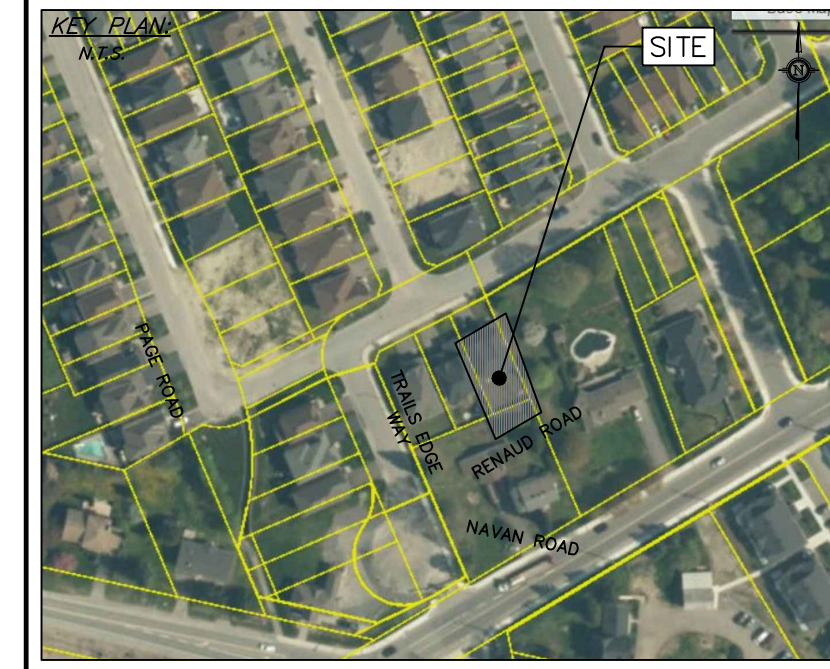 KEY PLAN:
N.T.S.
SITE
N
PAGE ROAD
TRAILS EDGE
WAY
RENAUD ROAD
NAVAN ROAD